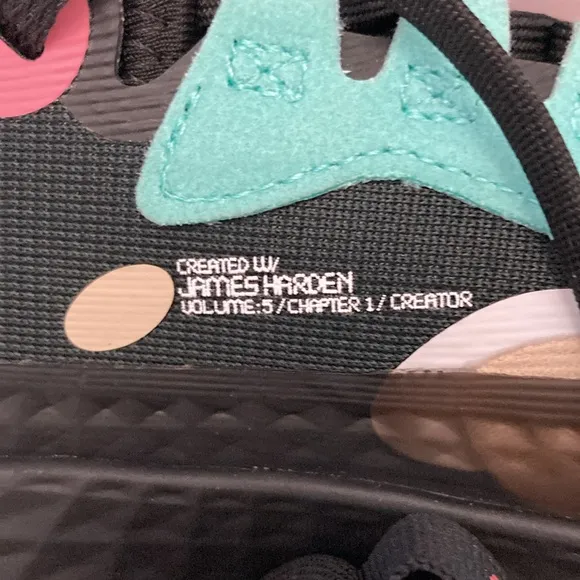 CREATED W/
JAMES HARDEN
VOLUME:5/CHAPTER 1/CREATOR